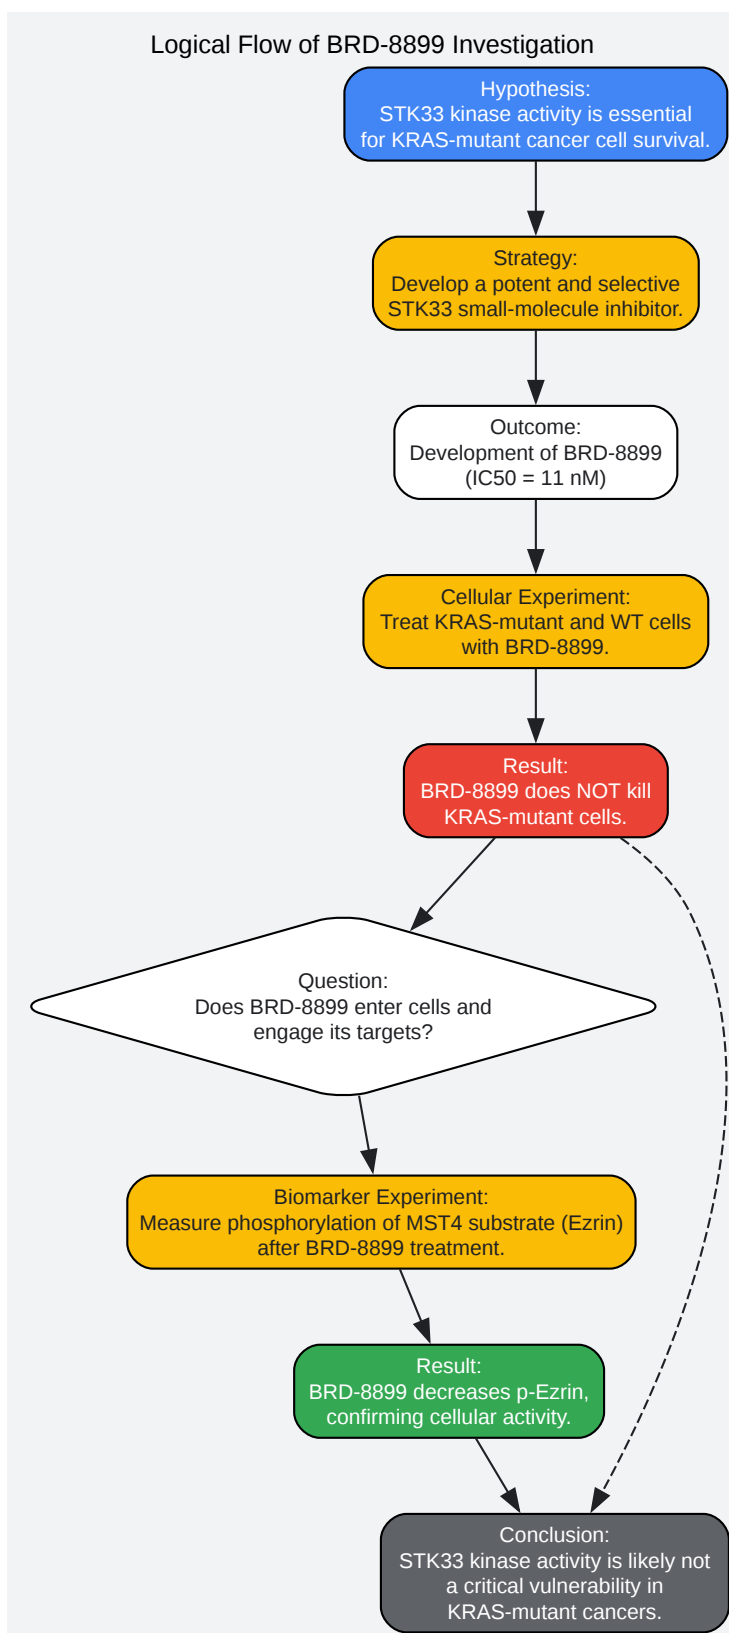 Logical Flow of BRD-8899 Investigation
Hypothesis:
STK33 kinase activity is essential
for KRAS-mutant cancer cell survival.
Strategy:
Develop a potent and selective
STK33 small-molecule inhibitor.
Outcome:
Development of BRD-8899
(IC50 = 11 nM)
Cellular Experiment:
Treat KRAS-mutant and WT cells
with BRD-8899.
Result:
BRD-8899 does NOT kill
KRAS-mutant cells.
Question:
Does BRD-8899 enter cells and
engage its targets?
Biomarker Experiment:
Measure phosphorylation of MST4 substrate (Ezrin)
after BRD-8899 treatment.
Result:
BRD-8899 decreases p-Ezrin,
confirming cellular activity.
Conclusion:
STK33 kinase activity is likely not
a critical vulnerability in
KRAS-mutant cancers.